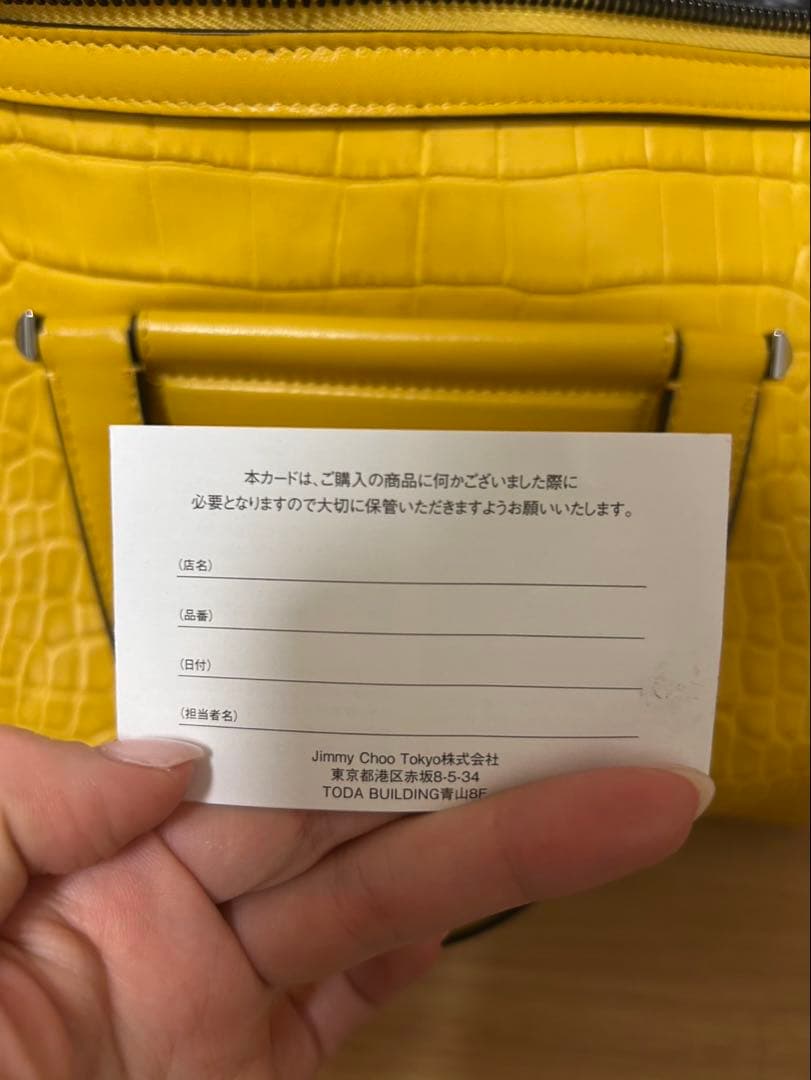 本カードは、ご購入の商品に何かございました際に
必要となりますので大切に保管いただきますようお願いいたします。
(店名)
(品番)
(日付)
(担当者名)
Jimmy Choo Tokyo株式会社
東京都港区赤坂8-5-34
TODA BUILDING青山8F